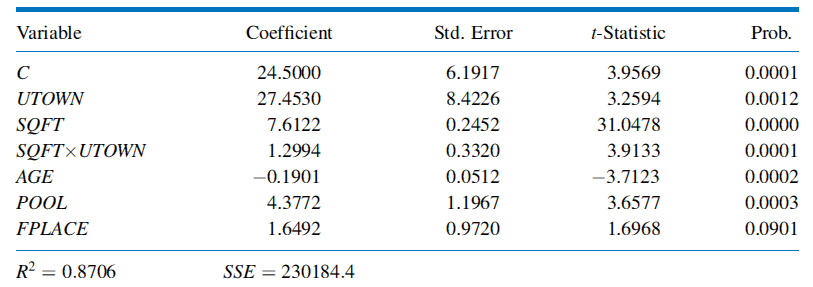 Variable Coefficient Std. Error t-Statistic Prob.
C 24.5000 6.1917 3.9569 0.0001
UTOWN 27.4530 8.4226 3.2594 0.0012
SQFT 7.6122 0.2452 31.0478 0.0000
SQFT×UTOWN 1.2994 0.3320 3.9133 0.0001
AGE −0.1901 0.0512 −3.7123 0.0002
POOL 4.3772 1.1967 3.6577 0.0003
FPLACE 1.6492 0.9720 1.6968 0.0901
R² = 0.8706 SSE = 230184.4